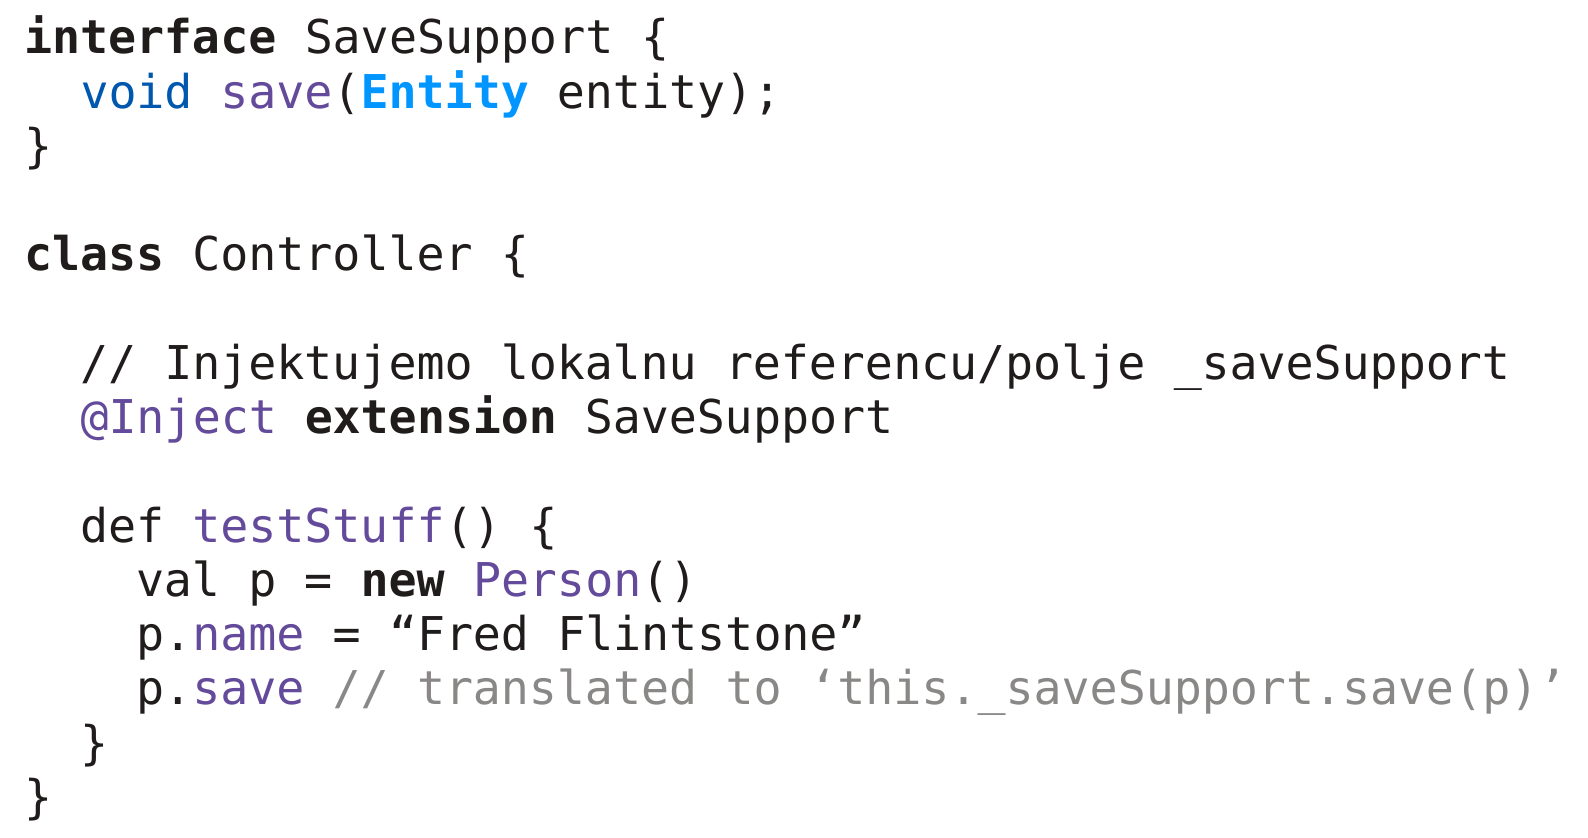 interface SaveSupport {
  void save(Entity entity);
}

class Controller {

  // Injektujemo lokalnu referencu/polje _saveSupport
  @Inject extension SaveSupport

  def testStuff() {
    val p = new Person()
    p.name = “Fred Flintstone”
    p.save // translated to ‘this._saveSupport.save(p)’
  }
}